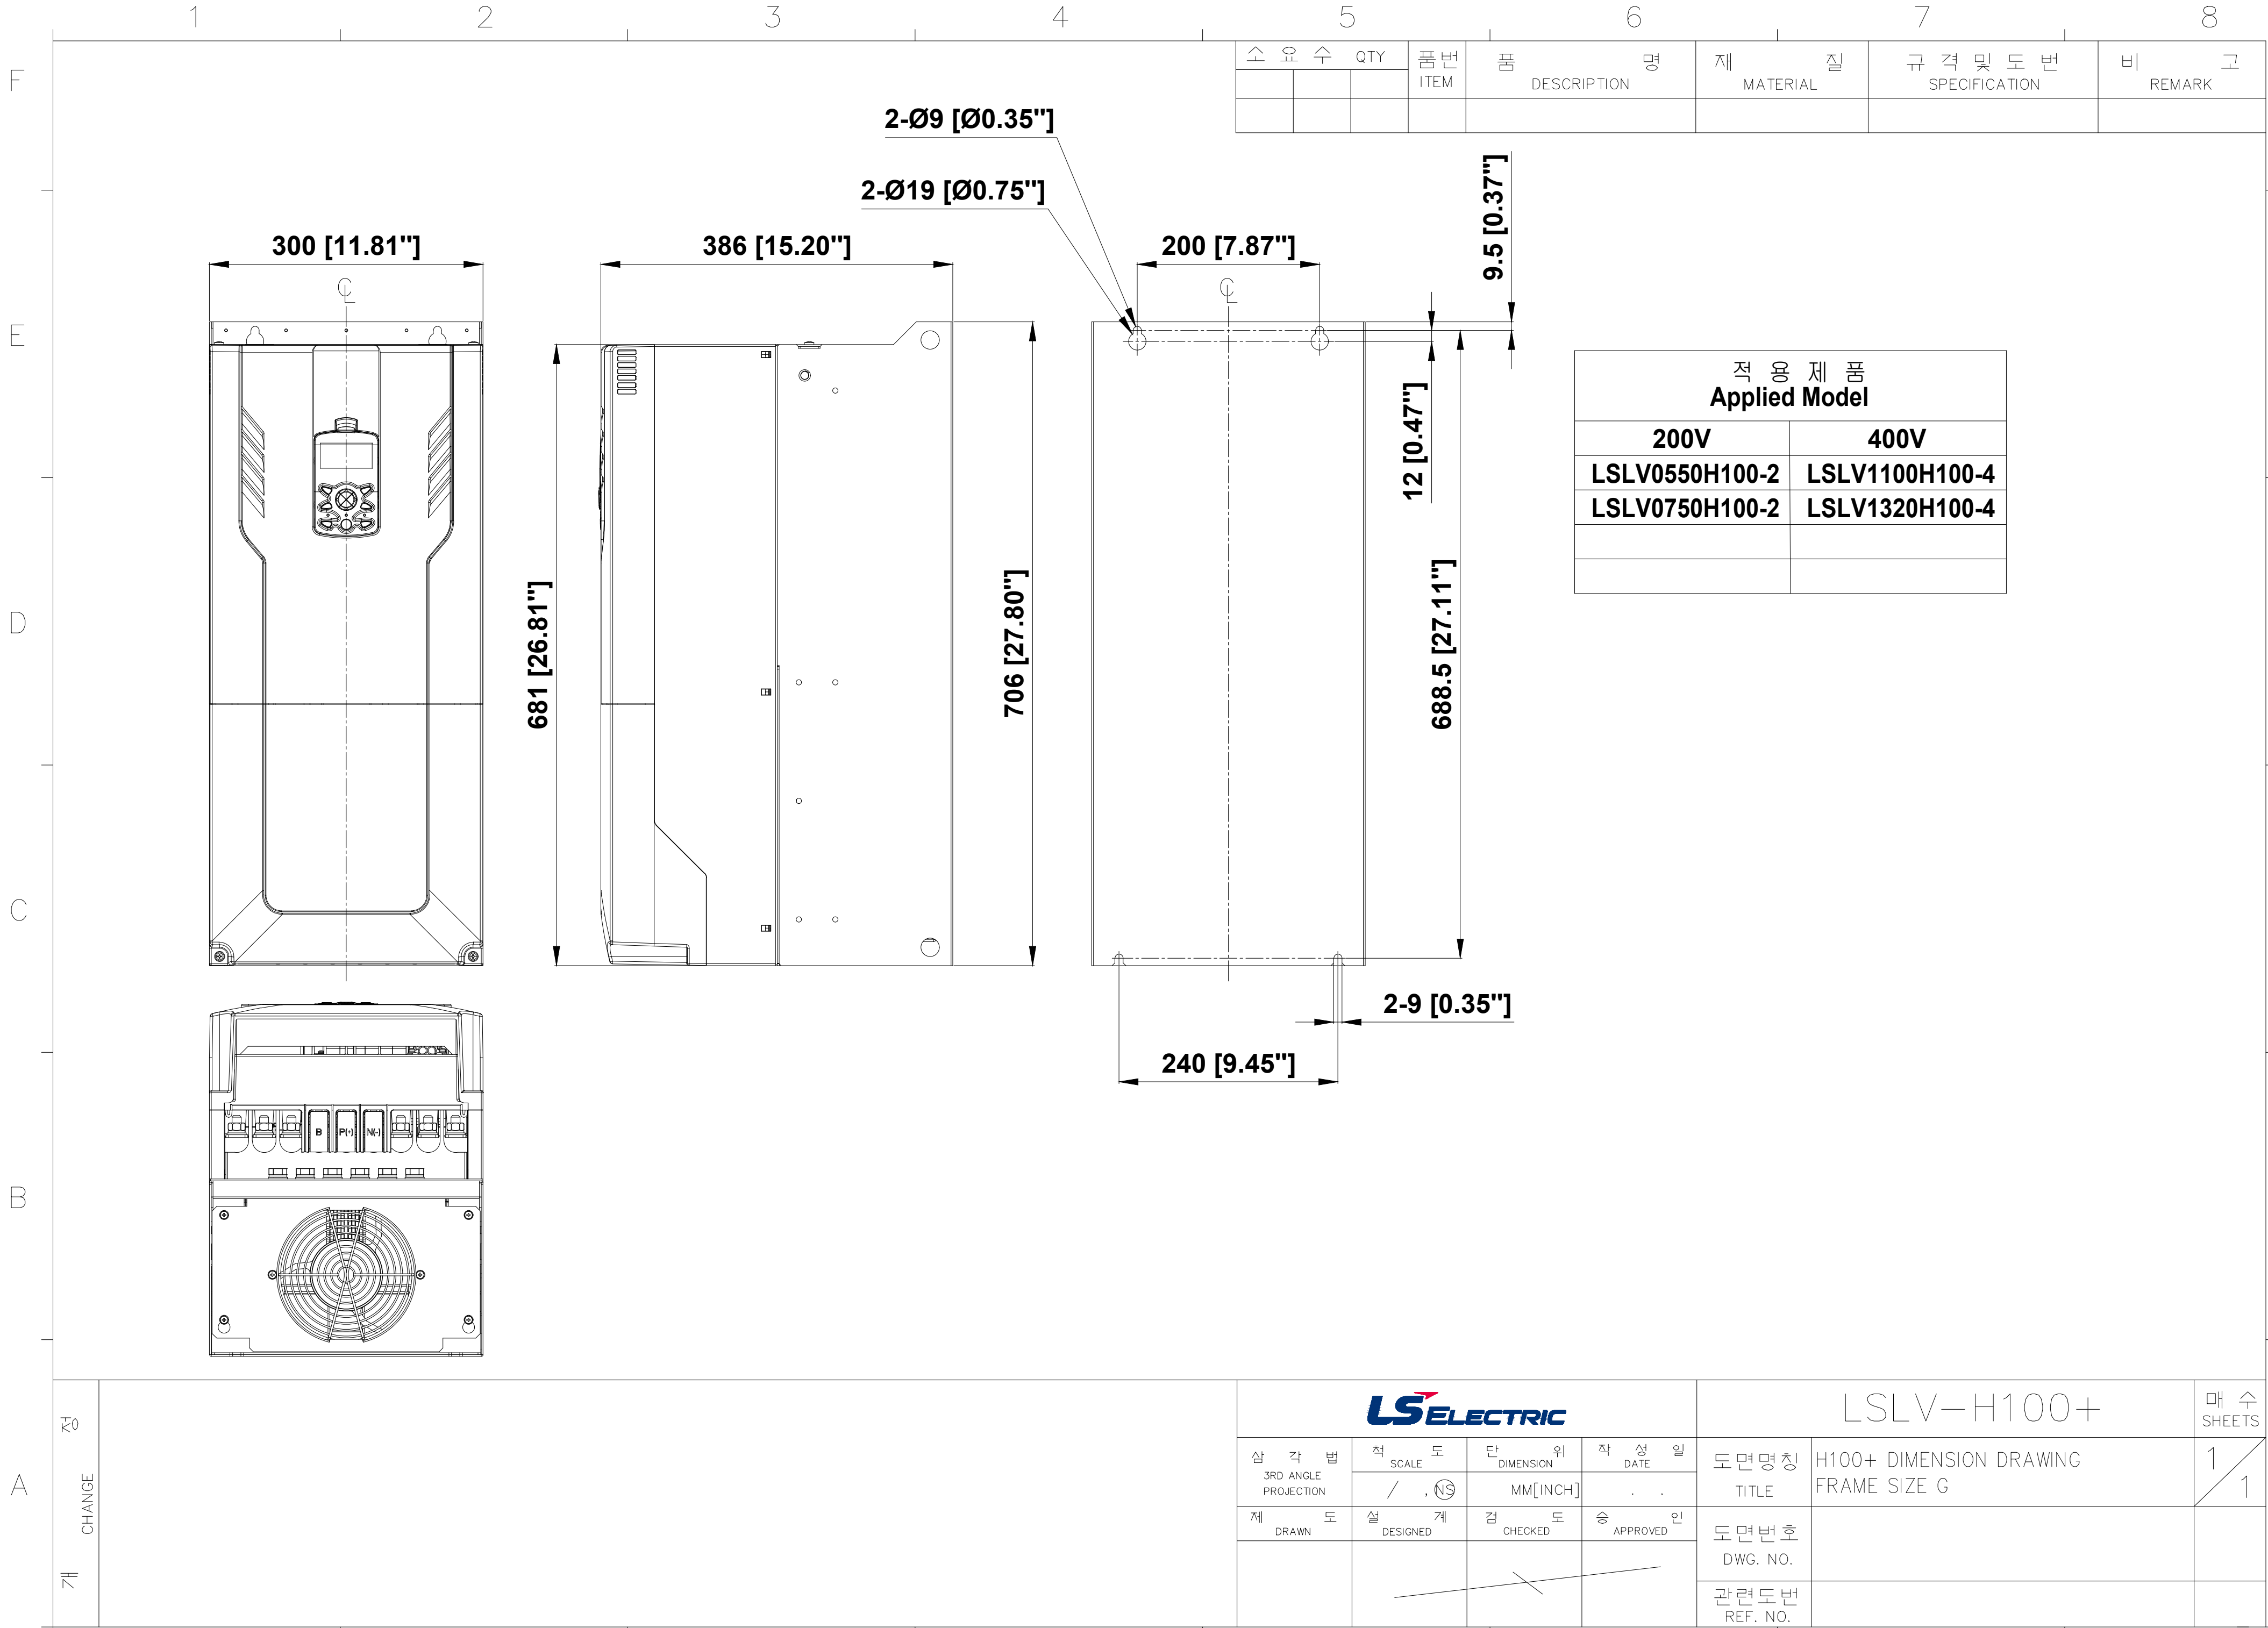 1 2 3 4 5 6 7 8
F
E
D
C
B
A
소 요 수 QTY
품번
ITEM
품 명
DESCRIPTION
재 질
MATERIAL
규 격 및 도 번
SPECIFICATION
비 고
REMARK
2-Ø9 [Ø0.35"]
2-Ø19 [Ø0.75"]
300 [11.81"]
386 [15.20"]
200 [7.87"]
9.5 [0.37"]
12 [0.47"]
681 [26.81"]
706 [27.80"]
688.5 [27.11"]
2-9 [0.35"]
240 [9.45"]
적 용 제 품
Applied Model
200V 400V
LSLV0550H100-2 LSLV1100H100-4
LSLV0750H100-2 LSLV1320H100-4
B P(+) N(-)
정
CHANGE
개
LS ELECTRIC
삼 각 법
3RD ANGLE
PROJECTION
척 도
SCALE
/ , NS
단 위
DIMENSION
MM[INCH]
작 성 일
DATE
. .
제 도
DRAWN
설 계
DESIGNED
검 도
CHECKED
승 인
APPROVED
LSLV-H100+
매 수
SHEETS
1/1
도면명칭
TITLE
H100+ DIMENSION DRAWING
FRAME SIZE G
도면번호
DWG. NO.
관련도번
REF. NO.